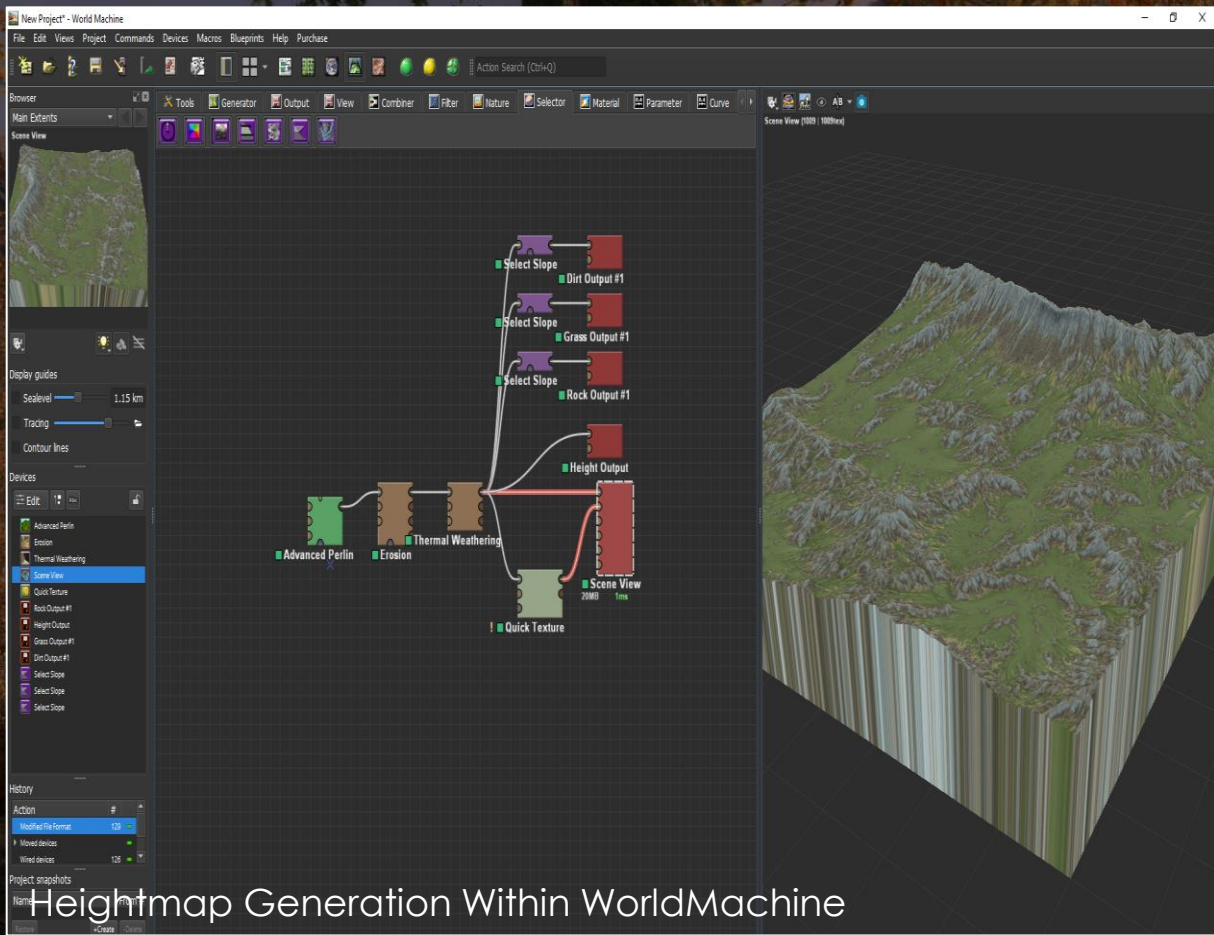 New Project* - World Machine
File Edit Views Project Commands Devices Macros Blueprints Help Purchase
Action Search (Ctrl+Q)
Browser
Main Extents
Scene View
Tools Generator Output View Combiner Filter Nature Selector Material Parameter Curve
AB
Scene View (1009 | 1009tex)
Select Slope
Dirt Output #1
Select Slope
Grass Output #1
Select Slope
Rock Output #1
Height Output
Advanced Perlin
Erosion
Thermal Weathering
Scene View
20MB 1ms
! Quick Texture
Display guides
Sealevel 1.15 km
Tracing
Contour lines
Devices
Edit
Advanced Perlin
Erosion
Thermal Weathering
Scene View
Quick Texture
Rock Output #1
Height Output
Grass Output #1
Dirt Output #1
Select Slope
Select Slope
Select Slope
History
Action #
Modified File Format 129
Moved devices
Wired devices 126
Project snapshots
Name From
Restore +Create -Delete
Heightmap Generation Within WorldMachine